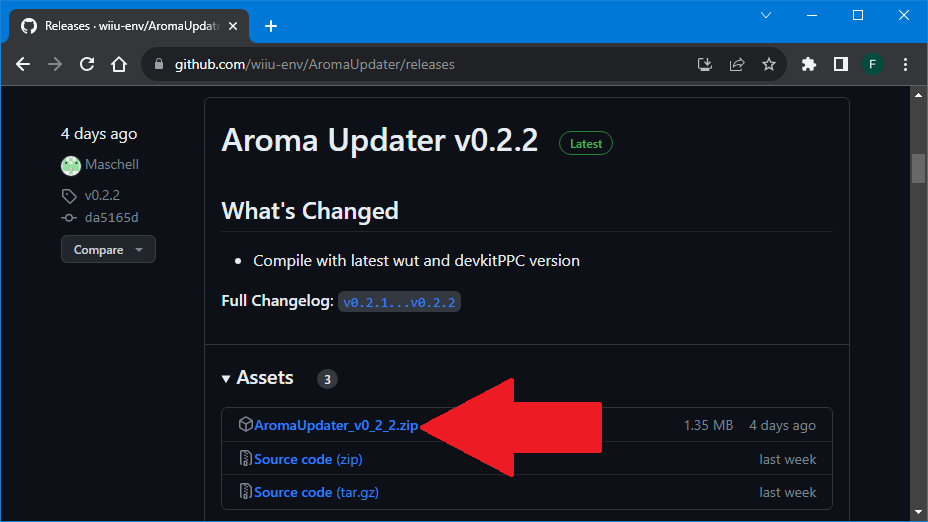 Releases · wiiu-env/AromaUpdate
github.com/wiiu-env/AromaUpdater/releases
F
4 days ago
Maschell
v0.2.2
da5165d
Compare
Aroma Updater v0.2.2 Latest
What's Changed
Compile with latest wut and devkitPPC version
Full Changelog: v0.2.1...v0.2.2
Assets 3
AromaUpdater_v0_2_2.zip 1.35 MB 4 days ago
Source code (zip) last week
Source code (tar.gz) last week